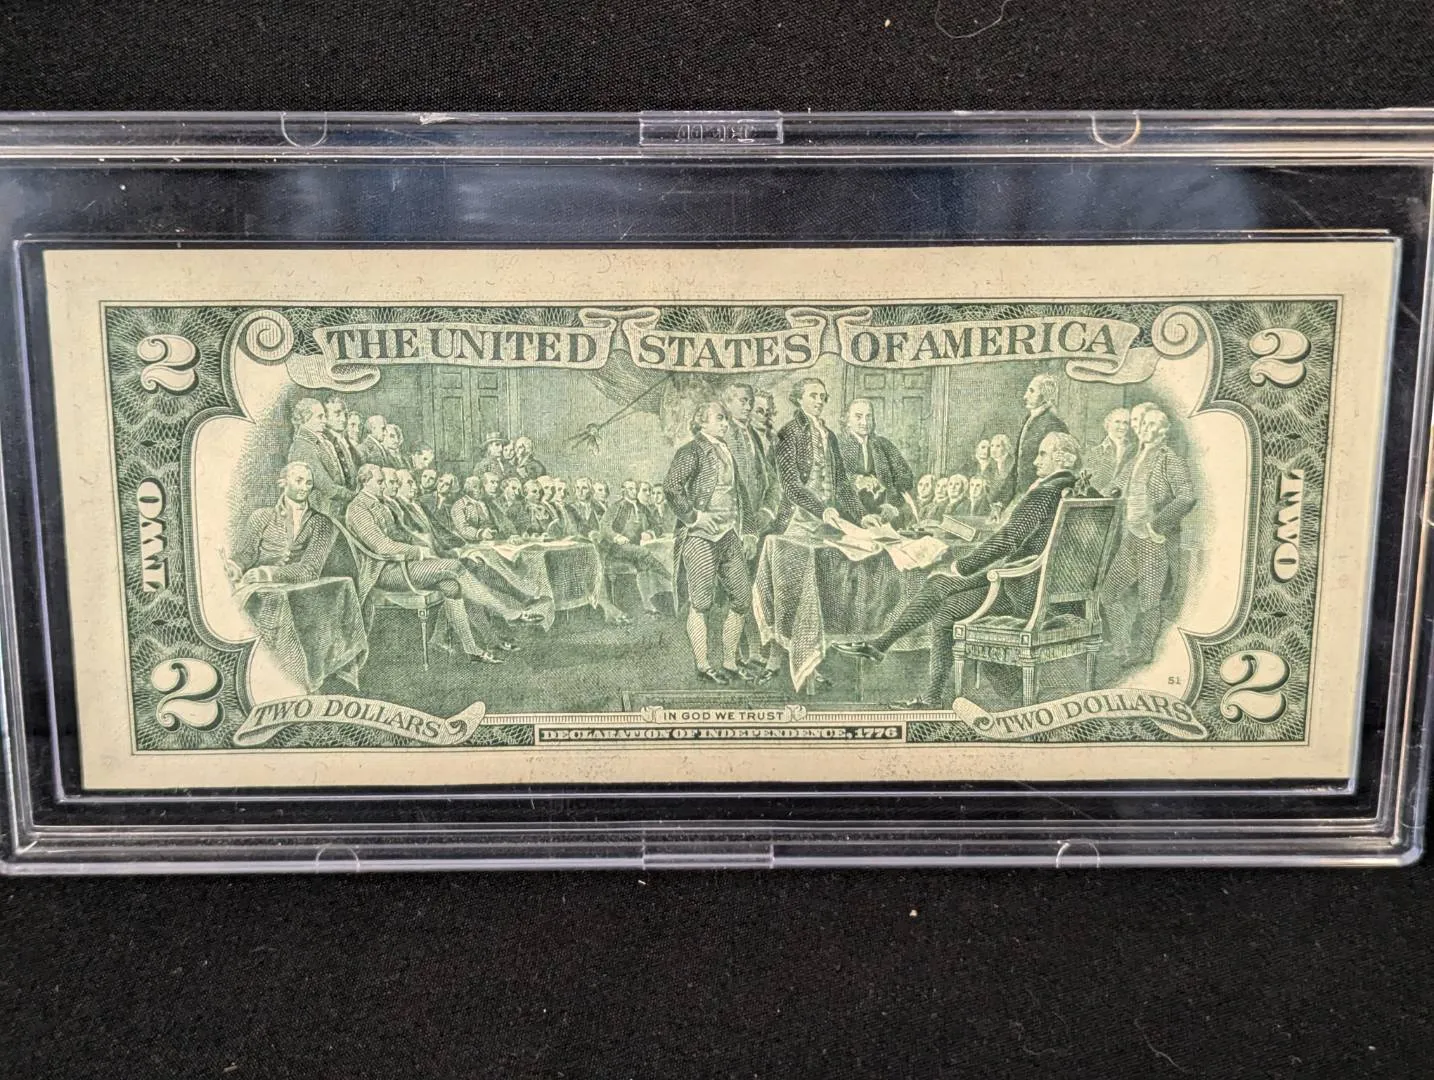 THE UNITED STATES OF AMERICA
2
2
TWO
TWO
2
2
TWO DOLLARS
TWO DOLLARS
51
IN GOD WE TRUST
DECLARATION OF INDEPENDENCE, 1776